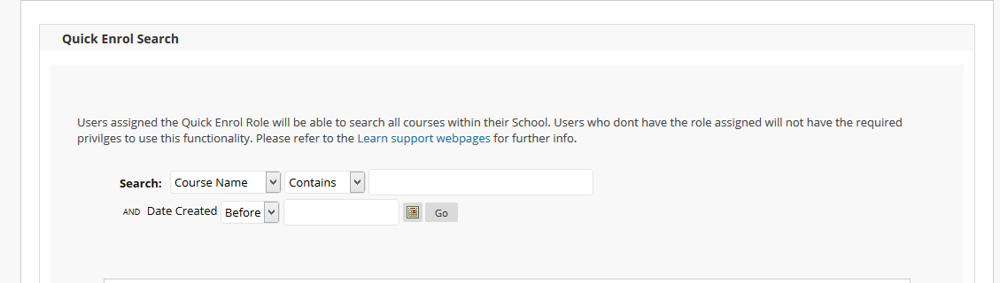 Quick Enrol Search
Users assigned the Quick Enrol Role will be able to search all courses within their School. Users who dont have the role assigned will not have the required
privilges to use this functionality. Please refer to the Learn support webpages for further info.
Search: Course Name Contains
AND Date Created Before Go